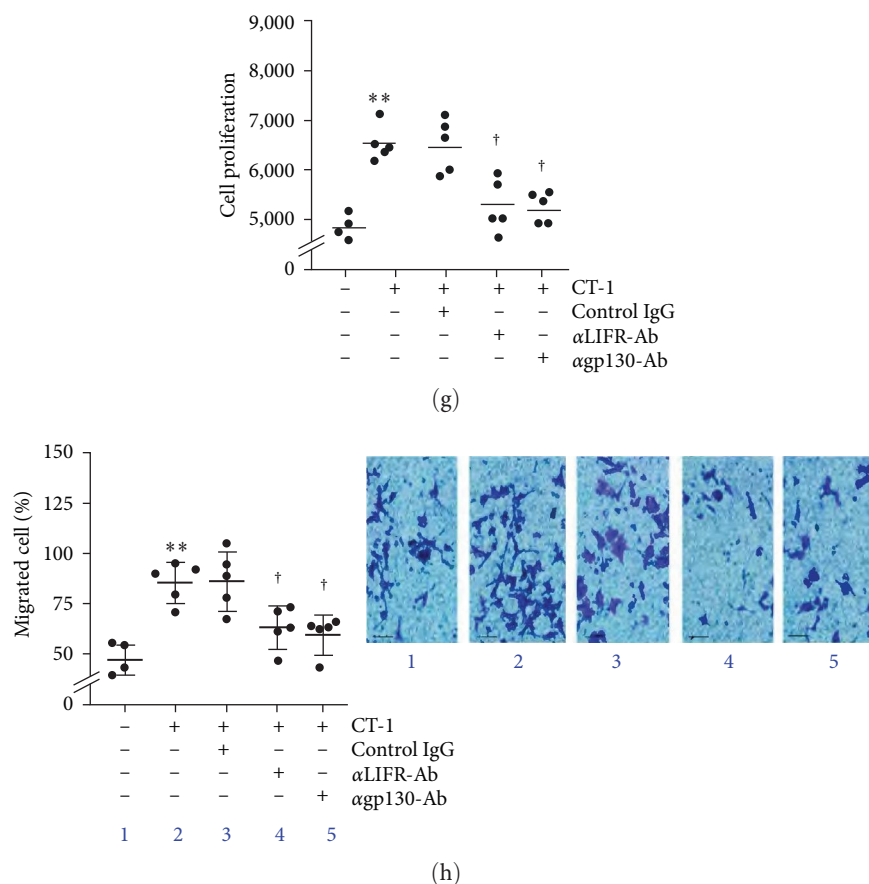 9,000
8,000
7,000
6,000
5,000
0
Cell proliferation
**
†
†
– + + + + CT-1
– – + – – Control IgG
– – – + – αLIFR-Ab
– – – – + αgp130-Ab
(g)
150
125
100
75
50
0
Migrated cell (%)
**
†
†
1 2 3 4 5
– + + + + CT-1
– – + – – Control IgG
– – – + – αLIFR-Ab
– – – – + αgp130-Ab
1 2 3 4 5
(h)